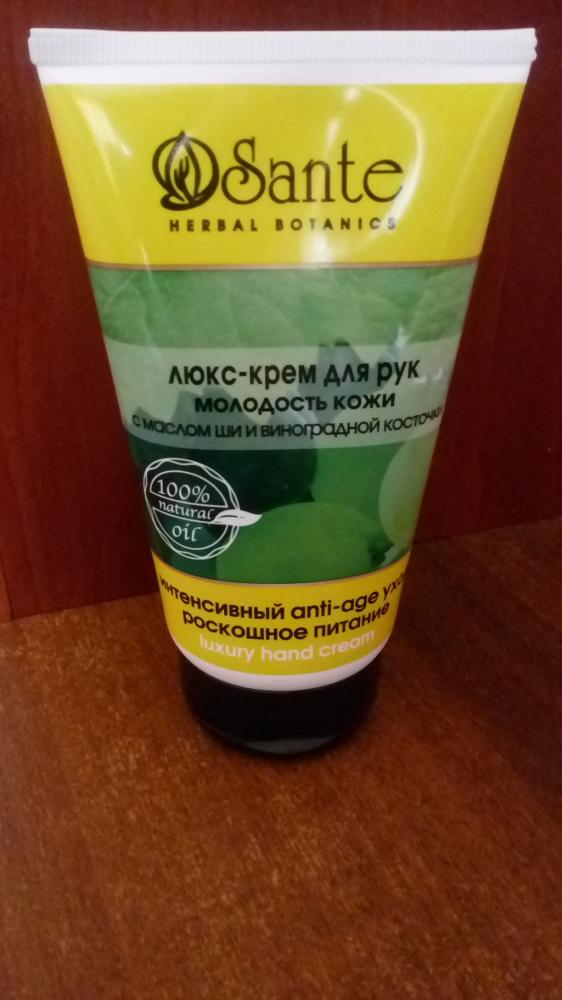 Sante
HERBAL BOTANICS
люкс-крем для рук
молодость кожи
с маслом ши и виноградной косточки
100%
natural
oil
интенсивный anti-age
роскошное питание
luxury hand cream